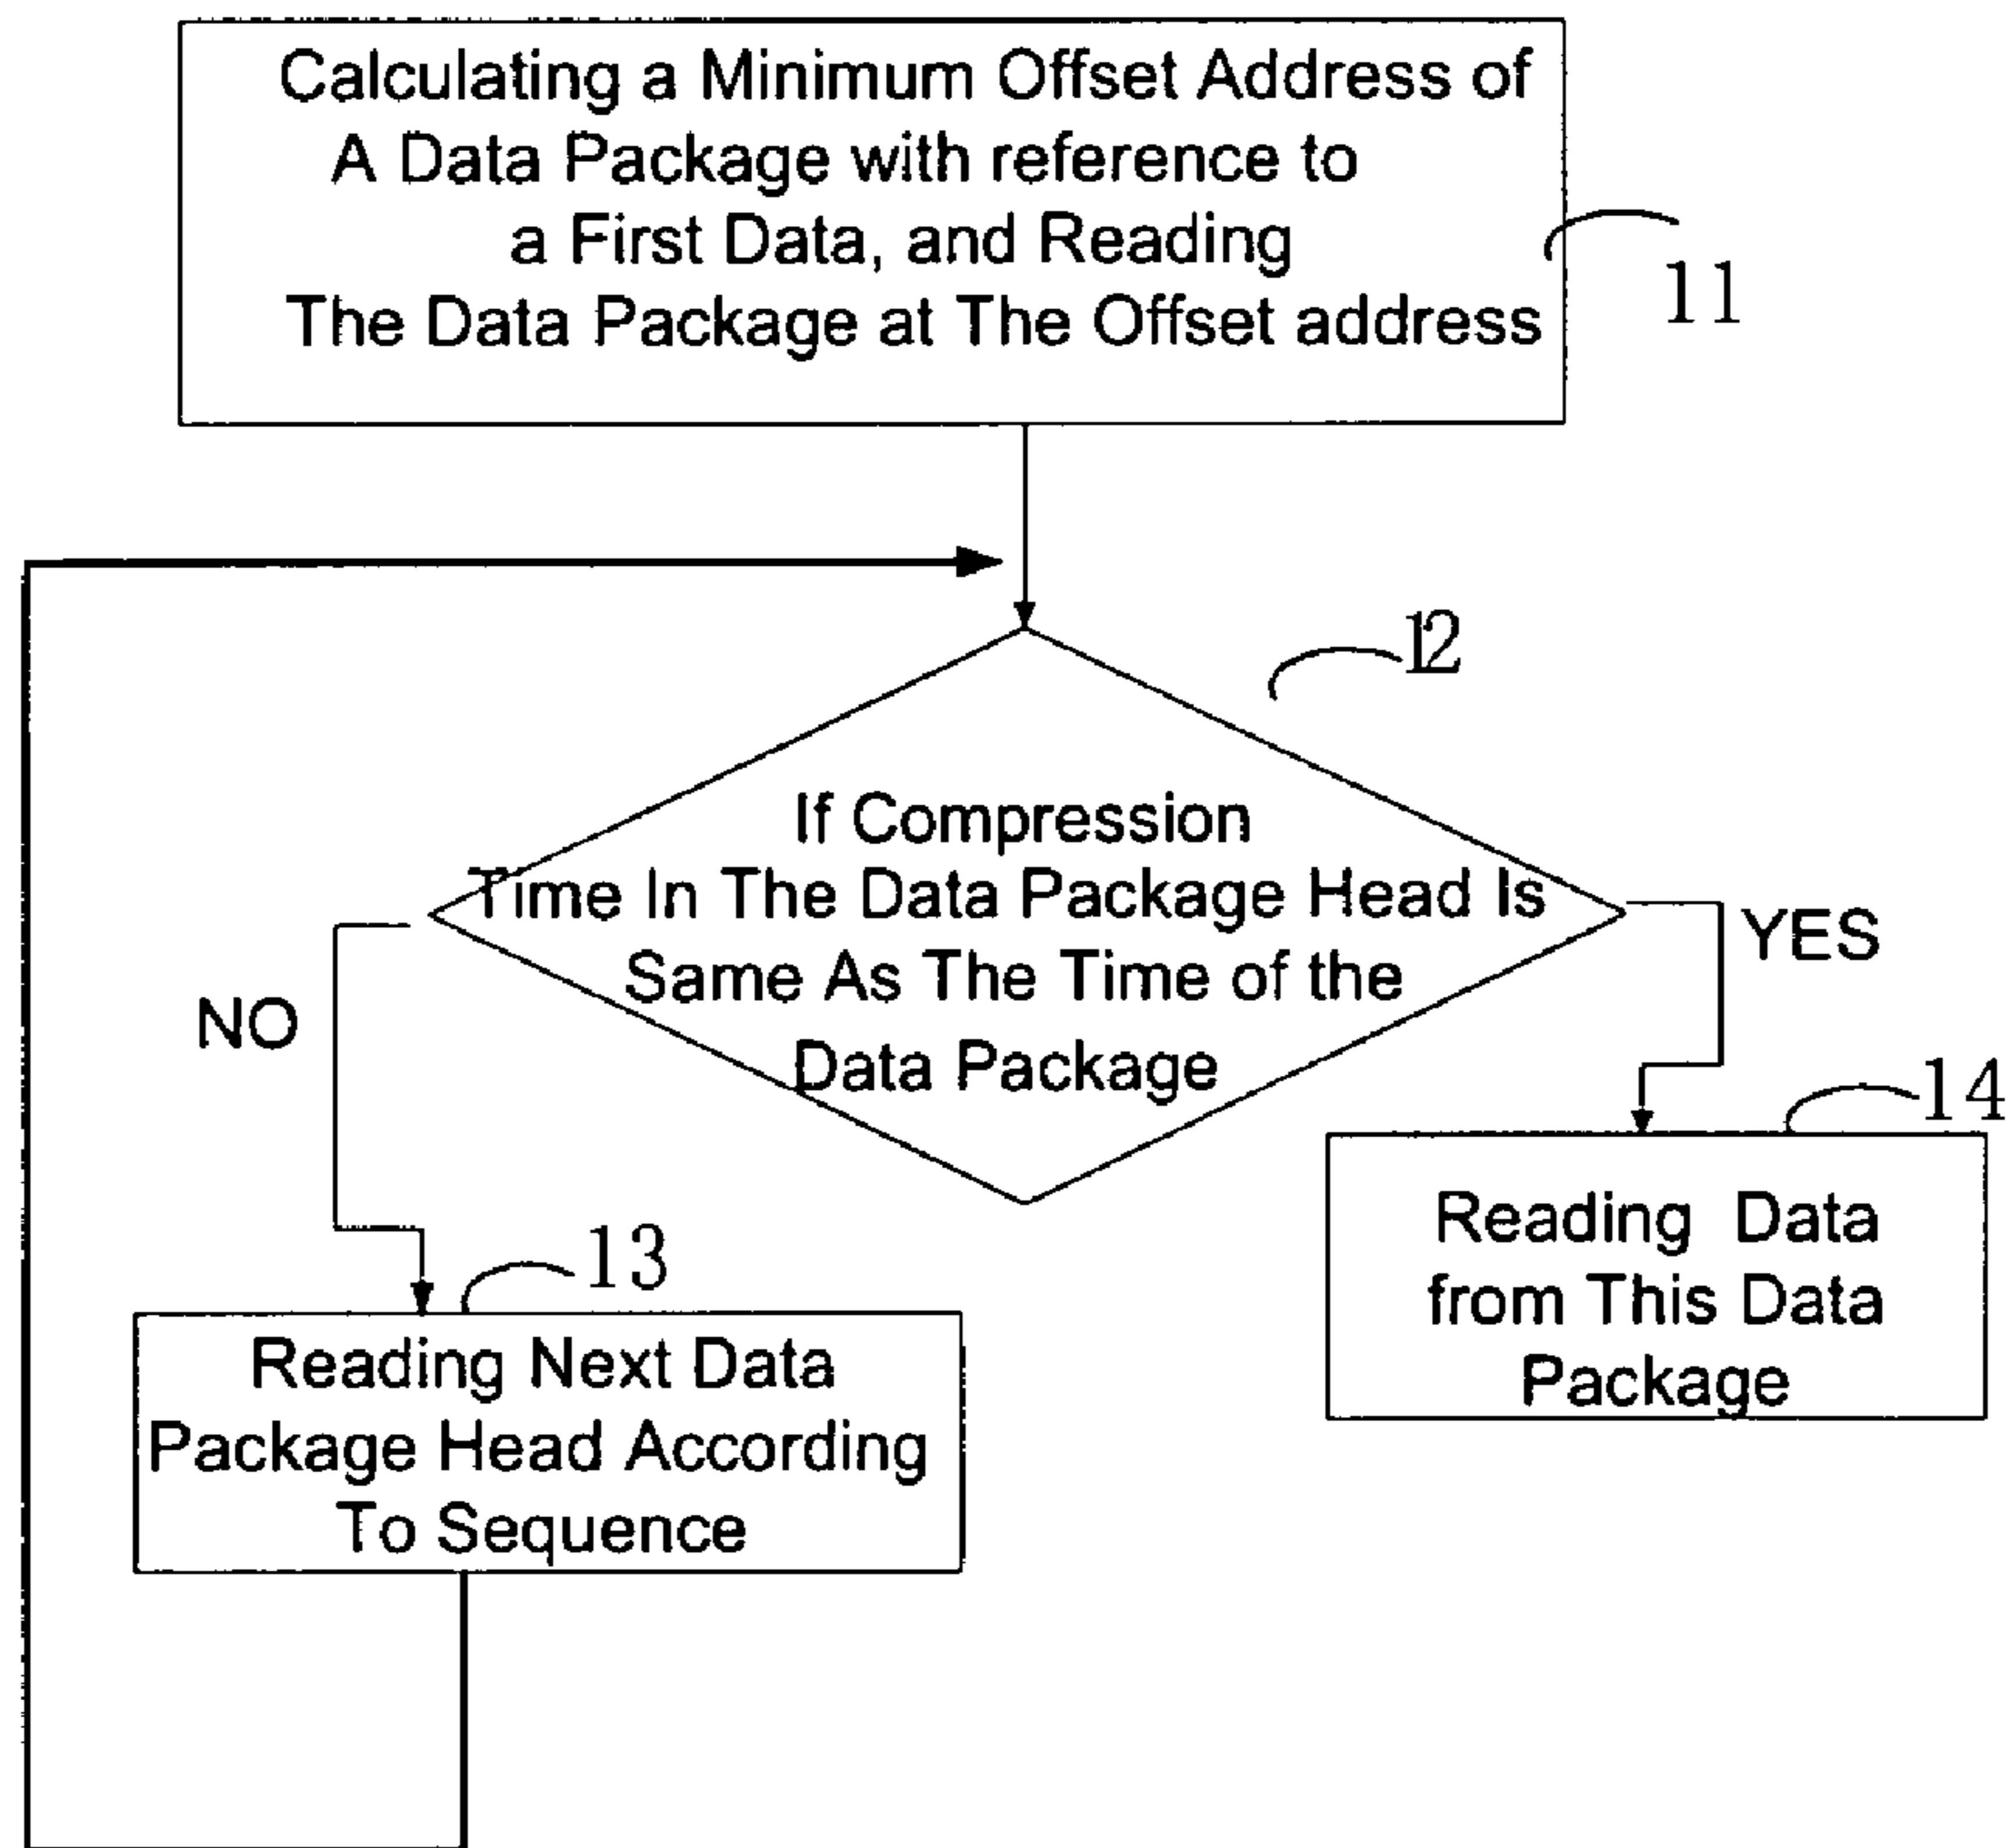 Calculating a Minimum Offset Address of
A Data Package with reference to
a First Data, and Reading
The Data Package at The Offset address
11
12
If Compression
Time In The Data Package Head Is
Same As The Time of the
Data Package
YES
NO
14
Reading Data
from This Data
Package
13
Reading Next Data
Package Head According
To Sequence